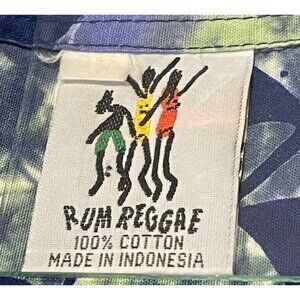 RUM REGGAE
100% COTTON
MADE IN INDONESIA